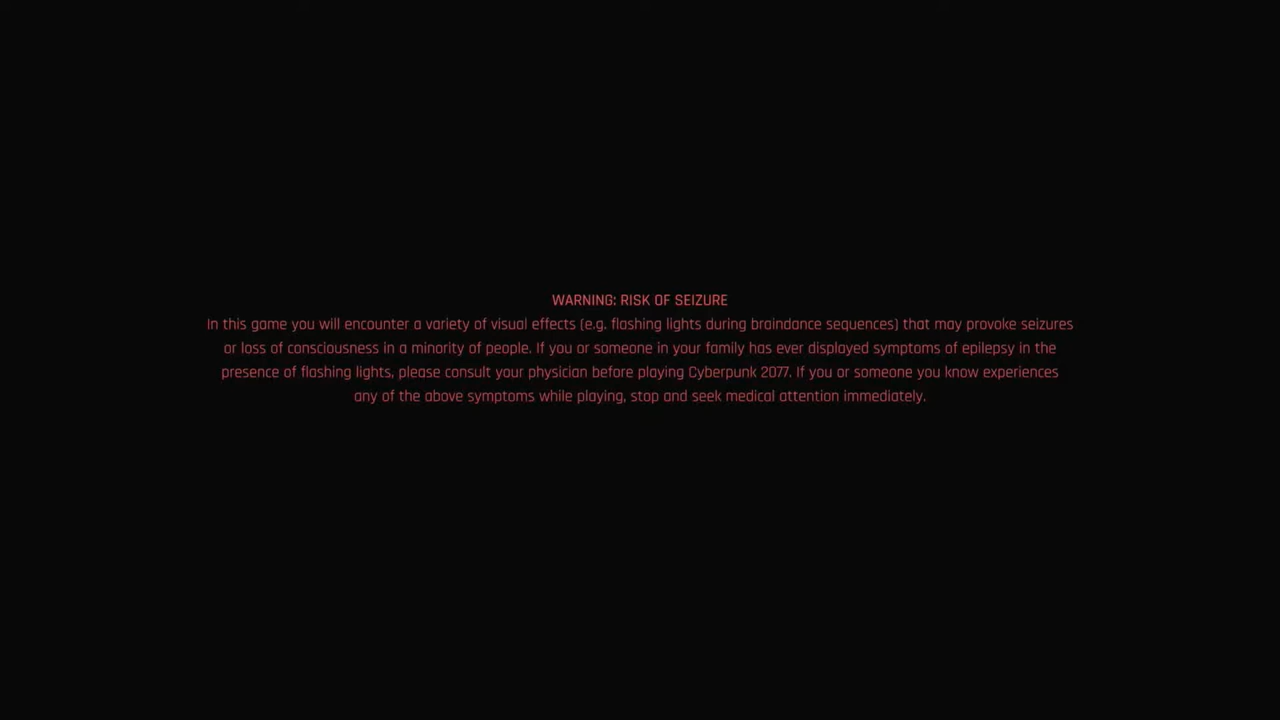 WARNING: RISK OF SEIZURE
In this game you will encounter a variety of visual effects (e.g. flashing lights during braindance sequences) that may provoke seizures
or loss of consciousness in a minority of people. If you or someone in your family has ever displayed symptoms of epilepsy in the
presence of flashing lights, please consult your physician before playing Cyberpunk 2077. If you or someone you know experiences
any of the above symptoms while playing, stop and seek medical attention immediately.